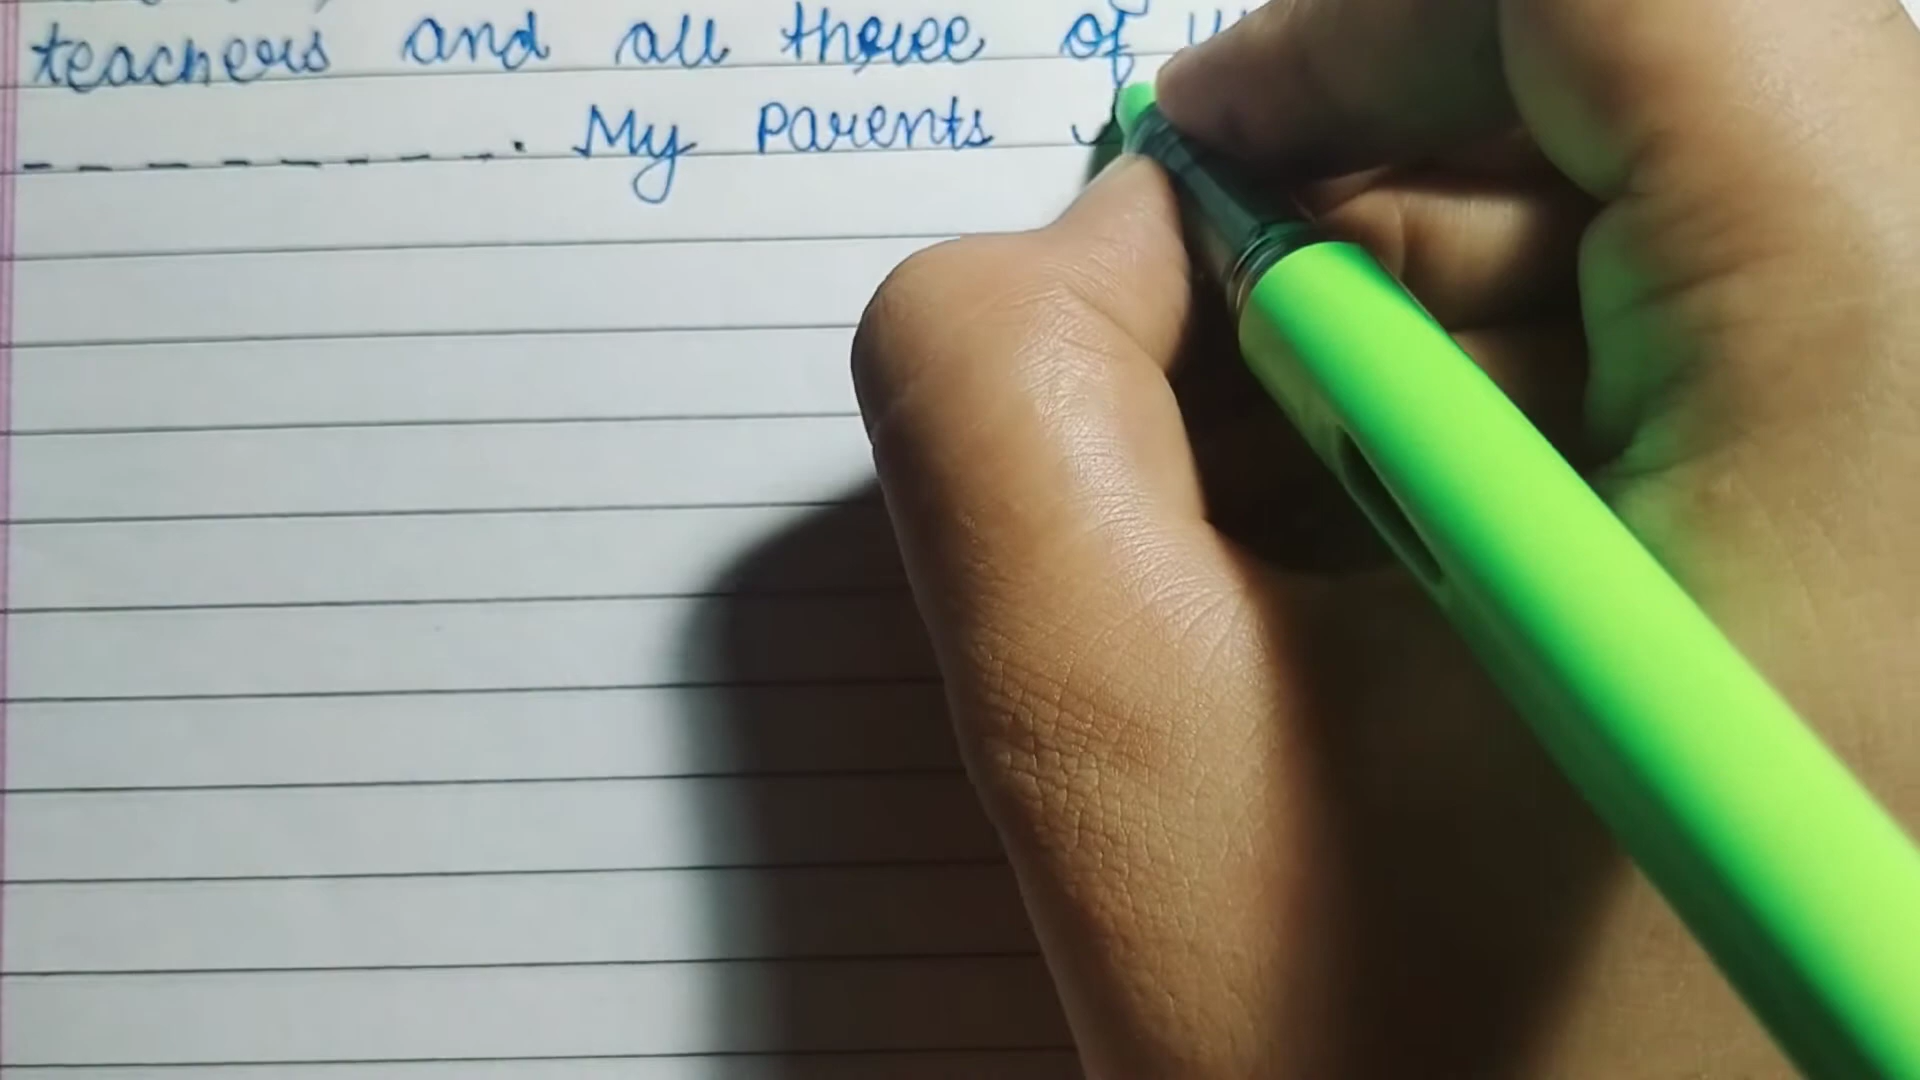 teachers and all three of
_ _ _ _ _ _ _ _ _. My Parents